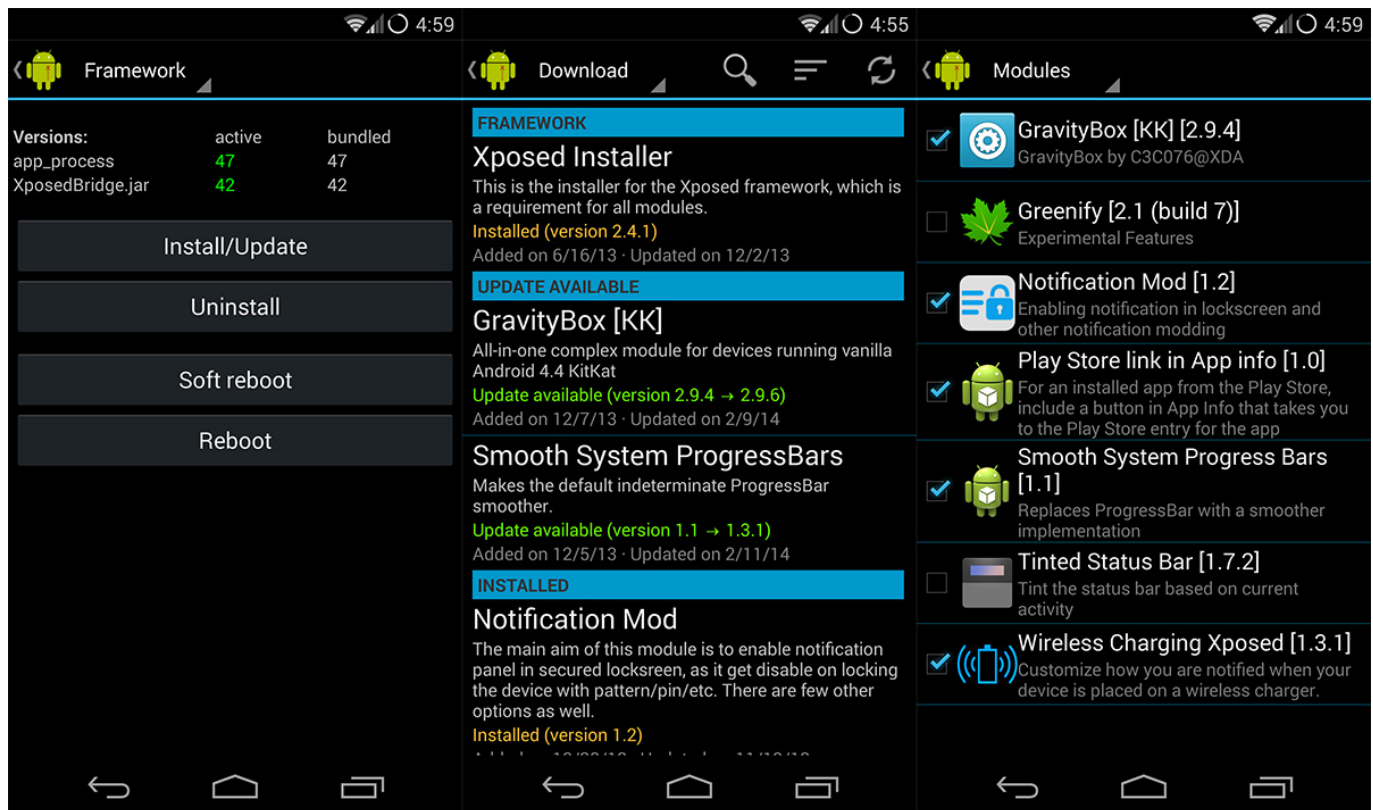 4:59
Framework
Versions: active bundled
app_process 47 47
XposedBridge.jar 42 42
Install/Update
Uninstall
Soft reboot
Reboot
4:55
Download
FRAMEWORK
Xposed Installer
This is the installer for the Xposed framework, which is
a requirement for all modules.
Installed (version 2.4.1)
Added on 6/16/13 · Updated on 12/2/13
UPDATE AVAILABLE
GravityBox [KK]
All-in-one complex module for devices running vanilla
Android 4.4 KitKat
Update available (version 2.9.4 → 2.9.6)
Added on 12/7/13 · Updated on 2/9/14
Smooth System ProgressBars
Makes the default indeterminate ProgressBar
smoother.
Update available (version 1.1 → 1.3.1)
Added on 12/5/13 · Updated on 2/11/14
INSTALLED
Notification Mod
The main aim of this module is to enable notification
panel in secured locksreen, as it get disable on locking
the device with pattern/pin/etc. There are few other
options as well.
Installed (version 1.2)
4:59
Modules
GravityBox [KK] [2.9.4]
GravityBox by C3C076@XDA
Greenify [2.1 (build 7)]
Experimental Features
Notification Mod [1.2]
Enabling notification in lockscreen and
other notification modding
Play Store link in App info [1.0]
For an installed app from the Play Store,
include a button in App Info that takes you
to the Play Store entry for the app
Smooth System Progress Bars
[1.1]
Replaces ProgressBar with a smoother
implementation
Tinted Status Bar [1.7.2]
Tint the status bar based on current
activity
Wireless Charging Xposed [1.3.1]
Customize how you are notified when your
device is placed on a wireless charger.